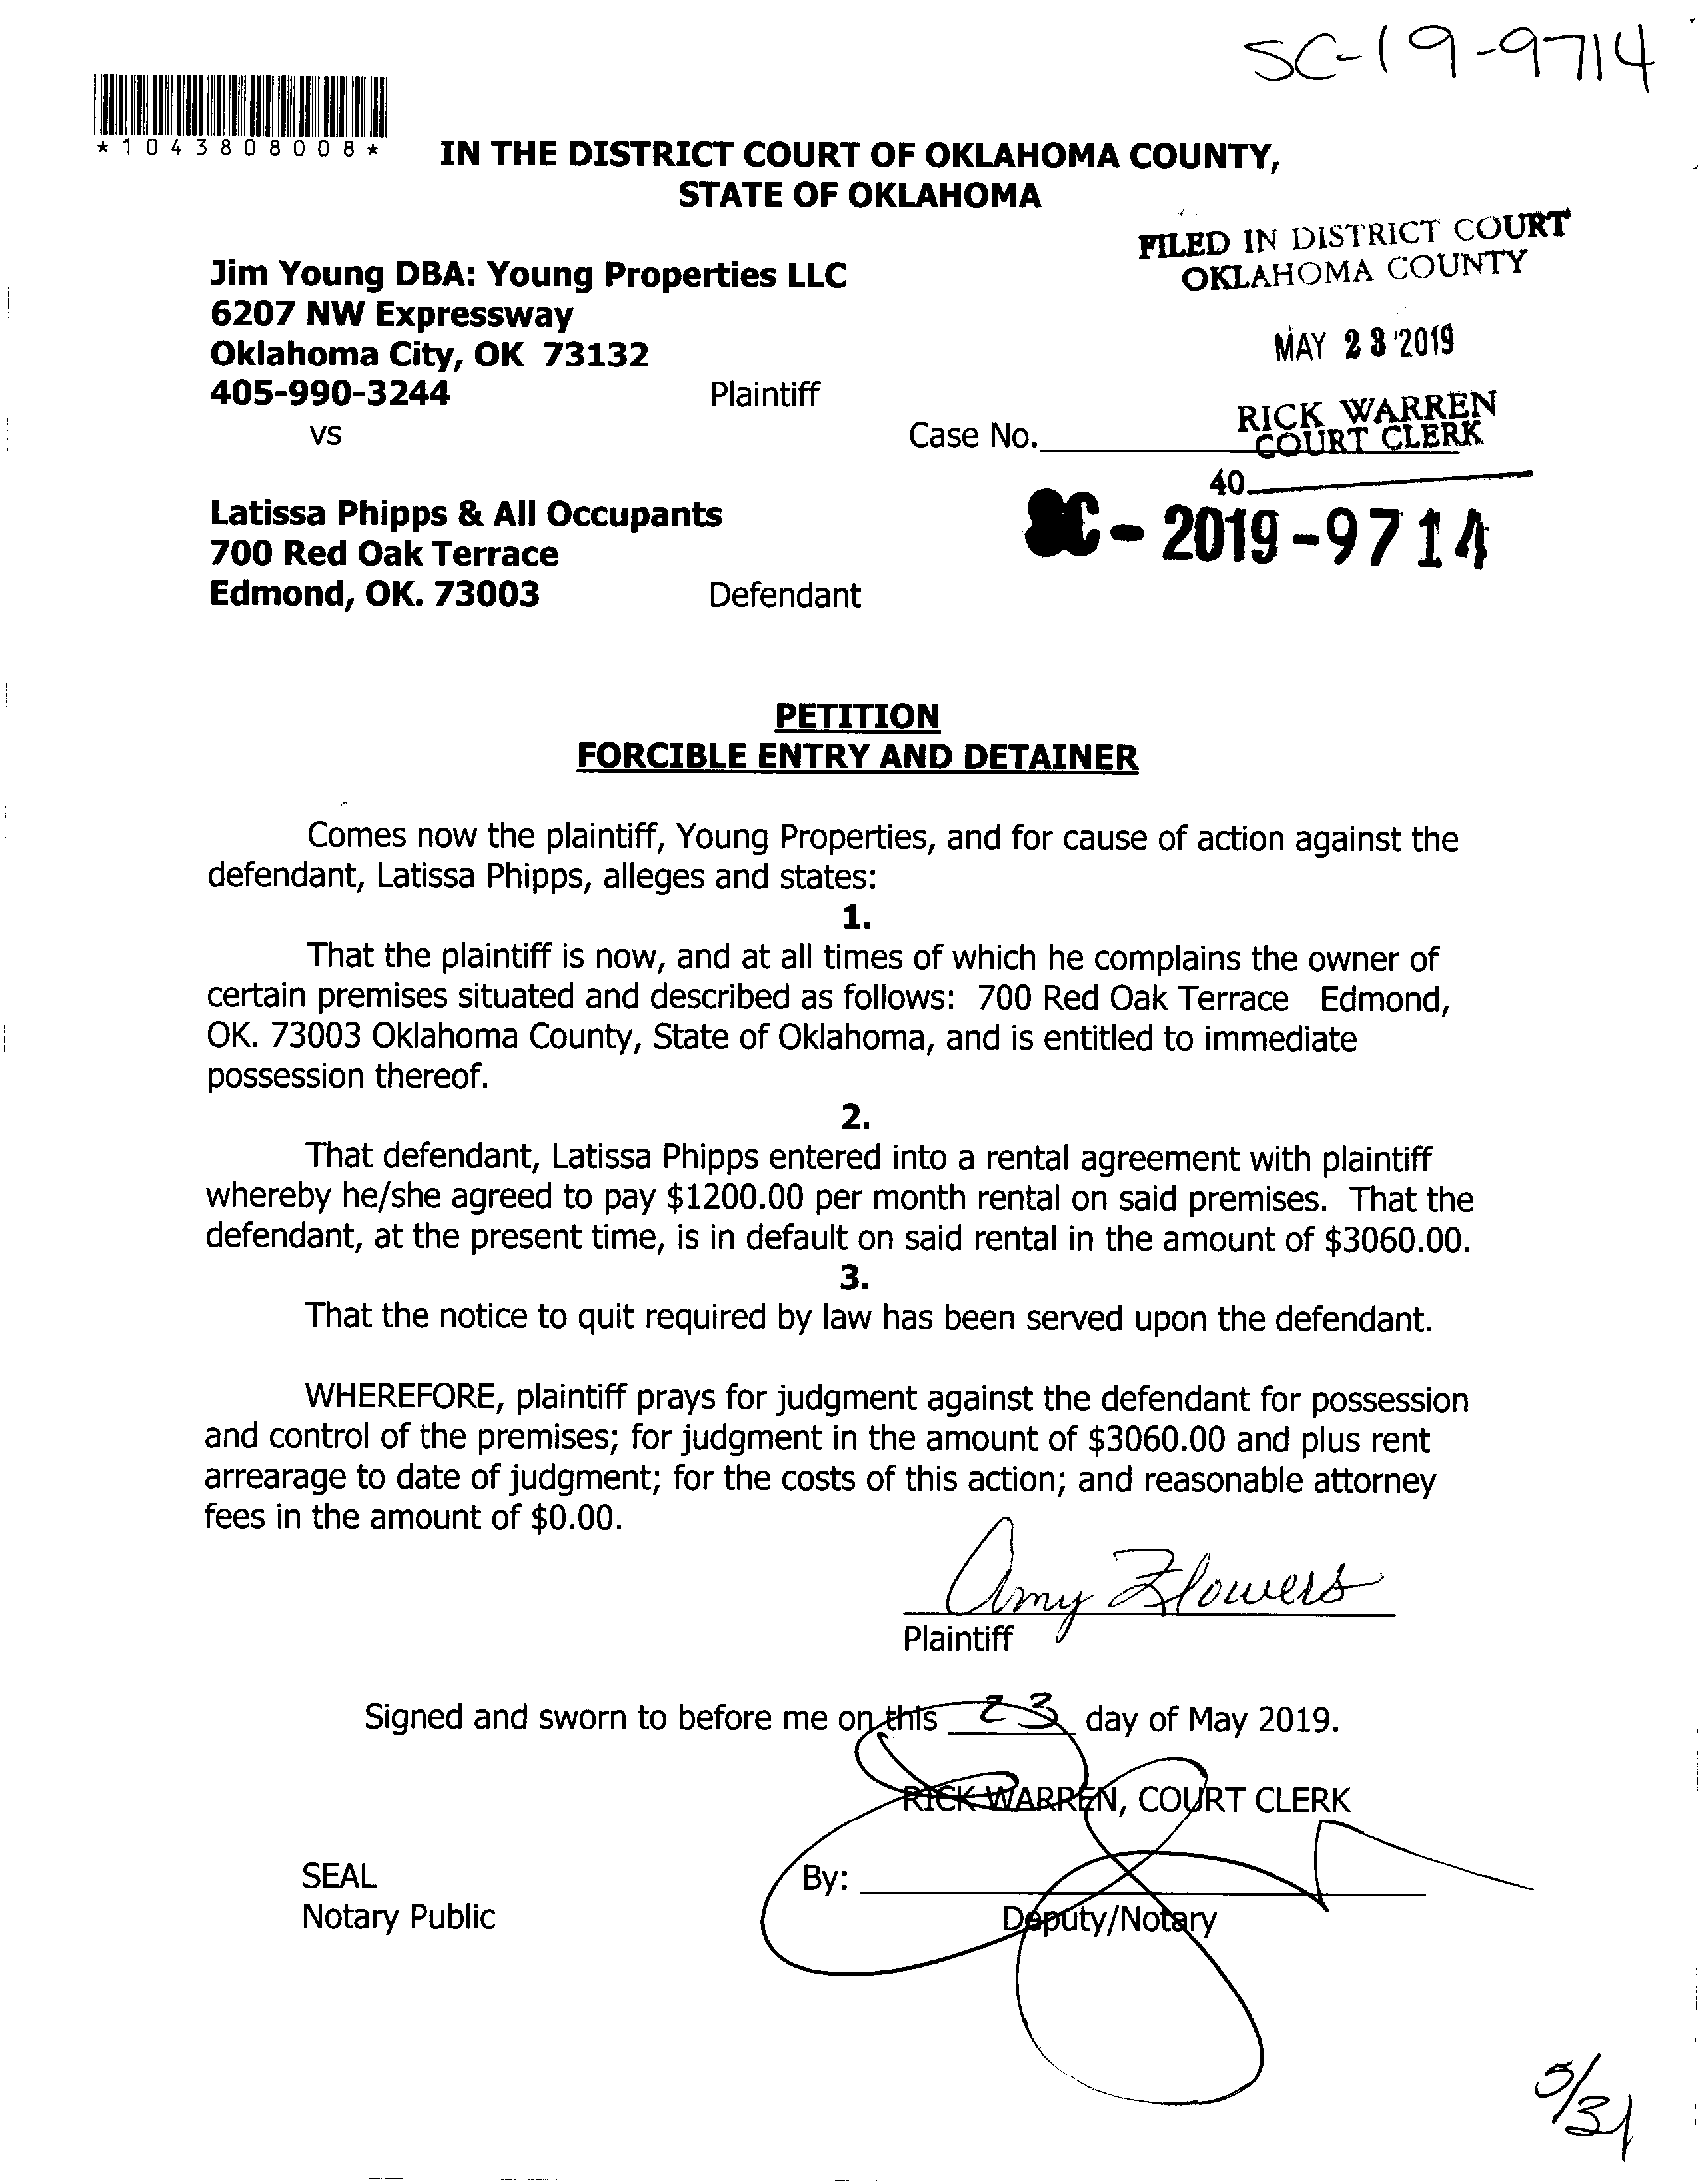 SC-19-9714
*1043808008*
IN THE DISTRICT COURT OF OKLAHOMA COUNTY,
STATE OF OKLAHOMA
FILED IN DISTRICT COURT
OKLAHOMA COUNTY
Jim Young DBA: Young Properties LLC
6207 NW Expressway
Oklahoma City, OK 73132
MAY 23 2019
405-990-3244 Plaintiff
RICK WARREN
COURT CLERK
vs
Case No.
40
SC-2019-9714
Latissa Phipps & All Occupants
700 Red Oak Terrace
Edmond, OK. 73003 Defendant
PETITION
FORCIBLE ENTRY AND DETAINER
Comes now the plaintiff, Young Properties, and for cause of action against the
defendant, Latissa Phipps, alleges and states:
1.
That the plaintiff is now, and at all times of which he complains the owner of
certain premises situated and described as follows: 700 Red Oak Terrace Edmond,
OK. 73003 Oklahoma County, State of Oklahoma, and is entitled to immediate
possession thereof.
2.
That defendant, Latissa Phipps entered into a rental agreement with plaintiff
whereby he/she agreed to pay $1200.00 per month rental on said premises. That the
defendant, at the present time, is in default on said rental in the amount of $3060.00.
3.
That the notice to quit required by law has been served upon the defendant.
WHEREFORE, plaintiff prays for judgment against the defendant for possession
and control of the premises; for judgment in the amount of $3060.00 and plus rent
arrearage to date of judgment; for the costs of this action; and reasonable attorney
fees in the amount of $0.00.
Amy Flowers
Plaintiff
Signed and sworn to before me on this 23 day of May 2019.
RICK WARREN, COURT CLERK
SEAL
By:
Notary Public
Deputy/Notary
5/31